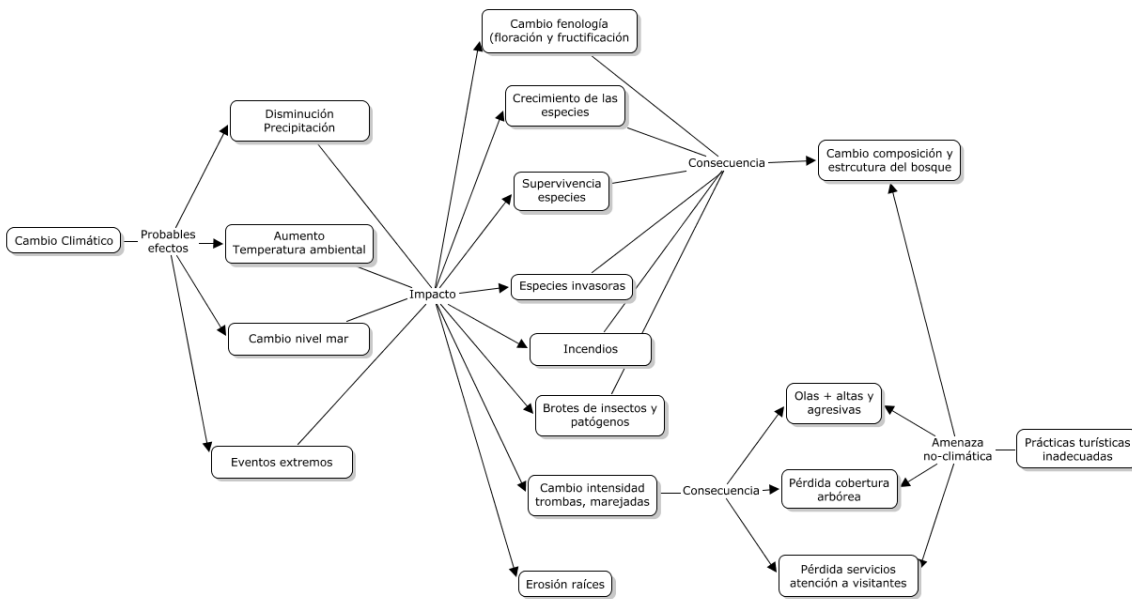 Cambio Climático
Probables
efectos
Disminución
Precipitación
Aumento
Temperatura ambiental
Cambio nivel mar
Eventos extremos
Impacto
Cambio fenología
(floración y fructificación
Crecimiento de las
especies
Supervivencia
especies
Especies invasoras
Incendios
Brotes de insectos y
patógenos
Cambio intensidad
trombas, marejadas
Erosión raíces
Consecuencia
Cambio composición y
estrcutura del bosque
Consecuencia
Olas + altas y
agresivas
Pérdida cobertura
arbórea
Pérdida servicios
atención a visitantes
Amenaza
no-climática
Prácticas turísticas
inadecuadas